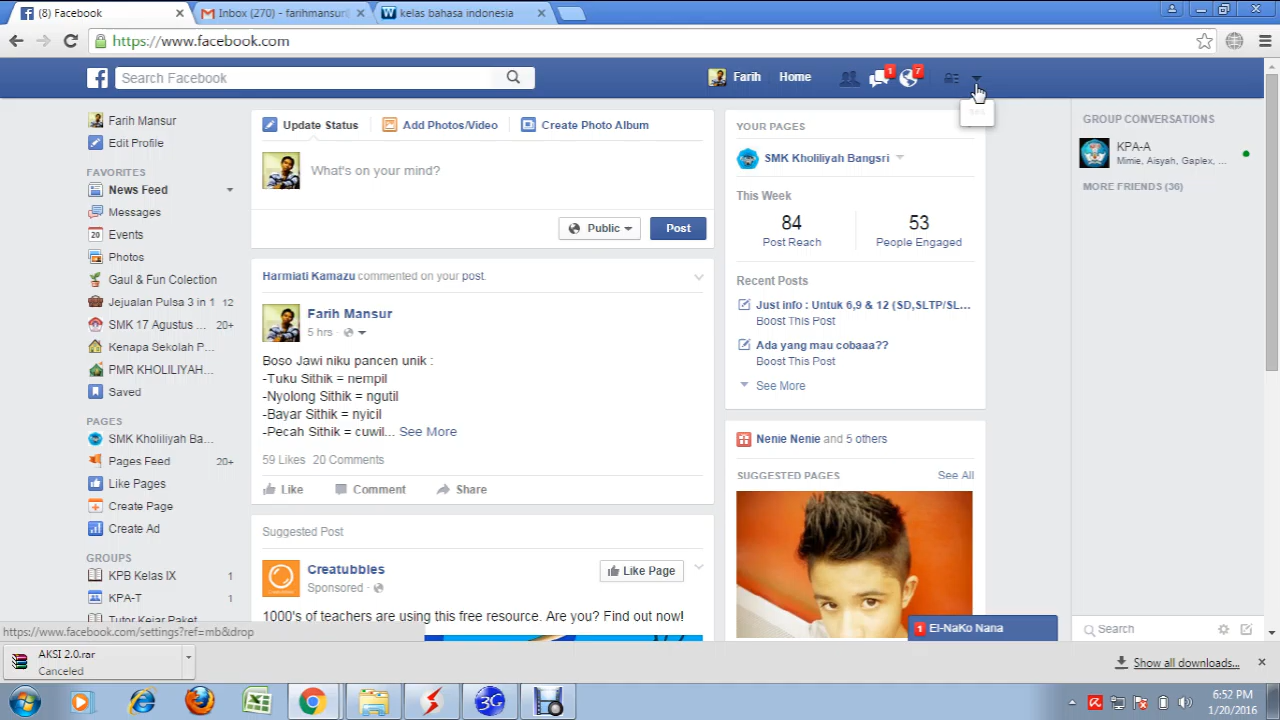 (8) Facebook
Inbox (270) - farihmansur
kelas bahasa indonesia
https://www.facebook.com
Search Facebook
Farih
Home
1
7
Farih Mansur
Edit Profile
FAVORITES
News Feed
Messages
20 Events
Photos
Gaul & Fun Colection
Jejualan Pulsa 3 in 1 12
SMK 17 Agustus ... 20+
Kenapa Sekolah P...
PMR KHOLILIYAH...
Saved
PAGES
SMK Kholiliyah Ba...
Pages Feed 20+
Like Pages
Create Page
Create Ad
GROUPS
KPB Kelas IX 1
KPA-T 1
Tutor Kejar Paket
https://www.facebook.com/settings?ref=mb&drop
Update Status
Add Photos/Video
Create Photo Album
What's on your mind?
Public
Post
Harmiati Kamazu commented on your post.
Farih Mansur
5 hrs
Boso Jawi niku pancen unik :
-Tuku Sithik = nempil
-Nyolong Sithik = ngutil
-Bayar Sithik = nyicil
-Pecah Sithik = cuwil... See More
59 Likes 20 Comments
Like Comment Share
Suggested Post
Creatubbles
Sponsored
Like Page
1000's of teachers are using this free resource. Are you? Find out now!
YOUR PAGES
SMK Kholiliyah Bangsri
This Week
84
Post Reach
53
People Engaged
Recent Posts
Just info : Untuk 6,9 & 12 (SD,SLTP/SL...
Boost This Post
Ada yang mau cobaaa??
Boost This Post
See More
Nenie Nenie and 5 others
SUGGESTED PAGES See All
1 El-NaKo Nana
GROUP CONVERSATIONS
KPA-A
Mimie, Aisyah, Gaplex, ...
MORE FRIENDS (36)
Search
AKSI 2.0.rar
Canceled
Show all downloads...
3G
6:52 PM
1/20/2016